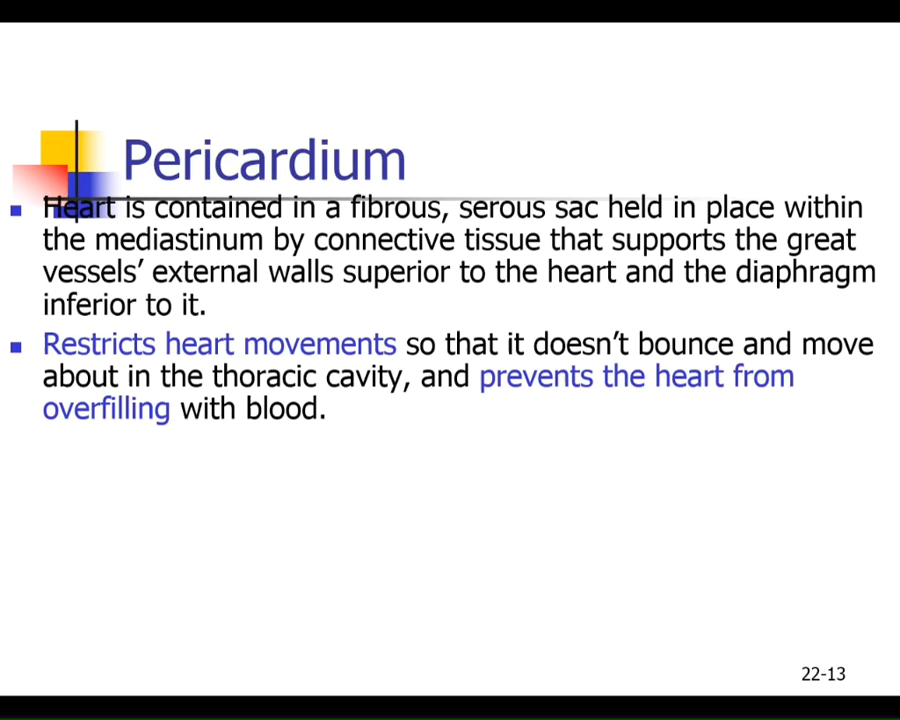 Pericardium
Heart is contained in a fibrous, serous sac held in place within
the mediastinum by connective tissue that supports the great
vessels’ external walls superior to the heart and the diaphragm
inferior to it.
Restricts heart movements so that it doesn’t bounce and move
about in the thoracic cavity, and prevents the heart from
overfilling with blood.
22-13